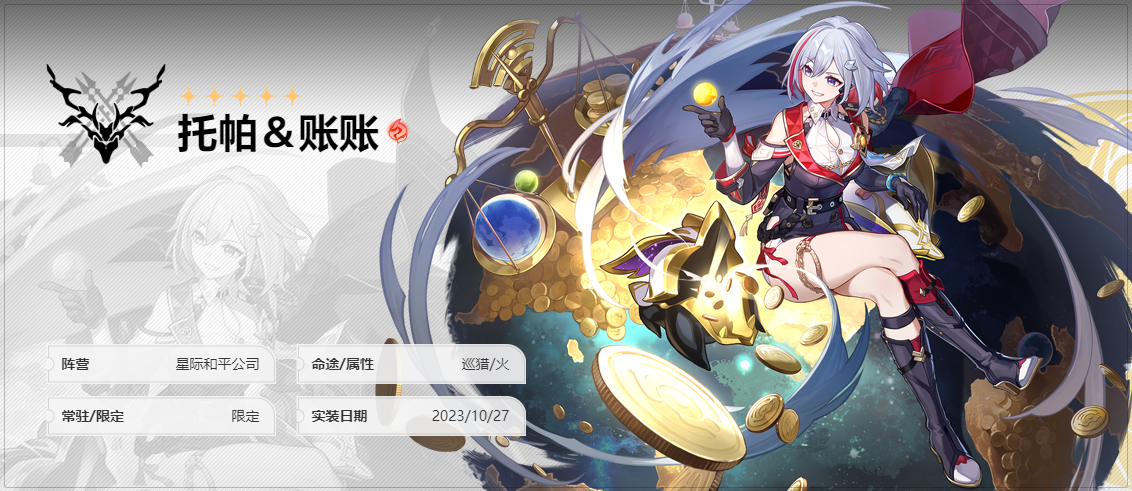 托帕&账账
阵营 星际和平公司
命途/属性 巡猎/火
常驻/限定 限定
实装日期 2023/10/27